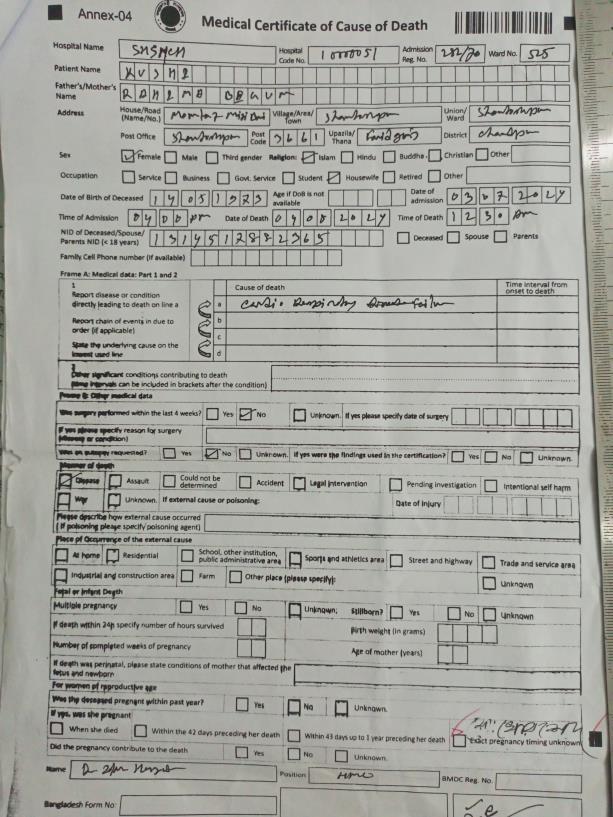 Annex-04
Medical Certificate of Cause of Death
Hospital Name SMSMCH Hospital Code No. 10000051 Admission Reg. No. Ward No. 525
Patient Name
Father's/Mother's Name BEGUM
Address House/Road (Name/No.) Village/Area/ Town Union/ Ward
Post Office Post Code 3661 Upazila/ Thana District
Sex Female Male Third gender Religion: Islam Hindu Buddha. Christian Other
Occupation Service Business Govt. Service Student Housewife Retired Other
Date of Birth of Deceased 14051973 Age if DoB is not available Date of admission 03072024
Time of Admission Date of Death Time of Death 12 30 pm
NID of Deceased/Spouse/ Parents NID (< 18 years) Deceased Spouse Parents
Family Cell Phone number (if available)
Frame A: Medical data: Part 1 and 2
1 Cause of death Time interval from onset to death
Report disease or condition directly leading to death on line a a Cardio Respiratory failure
Report chain of events in due to order (if applicable) b
c
State the underlying cause on the lowest used line d
Other significant conditions contributing to death
(time intervals can be included in brackets after the condition)
Frame B: Other medical data
Was surgery performed within the last 4 weeks? Yes No Unknown. If yes please specify date of surgery
If yes please specify reason for surgery (disease or condition)
Was an autopsy requested? Yes No Unknown. If yes were the findings used in the certification? Yes No Unknown.
Manner of death
Disease Assault Could not be determined Accident Legal intervention Pending investigation Intentional self harm
War Unknown. If external cause or poisoning: Date of injury
Please describe how external cause occurred ( If poisoning please specify poisoning agent)
Place of Occurrence of the external cause
At home Residential School, other institution, public administrative area Sports and athletics area Street and highway Trade and service area
Industrial and construction area Farm Other place (please specify): Unknown
Fetal or Infant Death
Multiple pregnancy Yes No Unknown; Stillborn? Yes No Unknown
If death within 24h specify number of hours survived Birth weight (in grams)
Number of completed weeks of pregnancy Age of mother (years)
If death was perinatal, please state conditions of mother that affected the fetus and newborn
For women of reproductive age
Was the deceased pregnant within past year? Yes No Unknown.
If yes, was she pregnant
When she died Within the 42 days preceding her death Within 43 days up to 1 year preceding her death Exact pregnancy timing unknown
Did the pregnancy contribute to the death Yes No Unknown.
Name Position HMO BMDC Reg. No.
Bangladesh Form No: